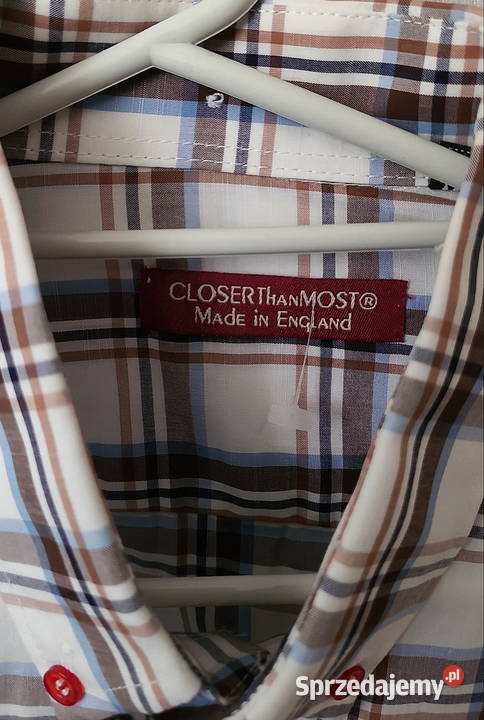 CLOSERTHANMOST®
MADE IN ENGLAND
Sprzedajemy.pl